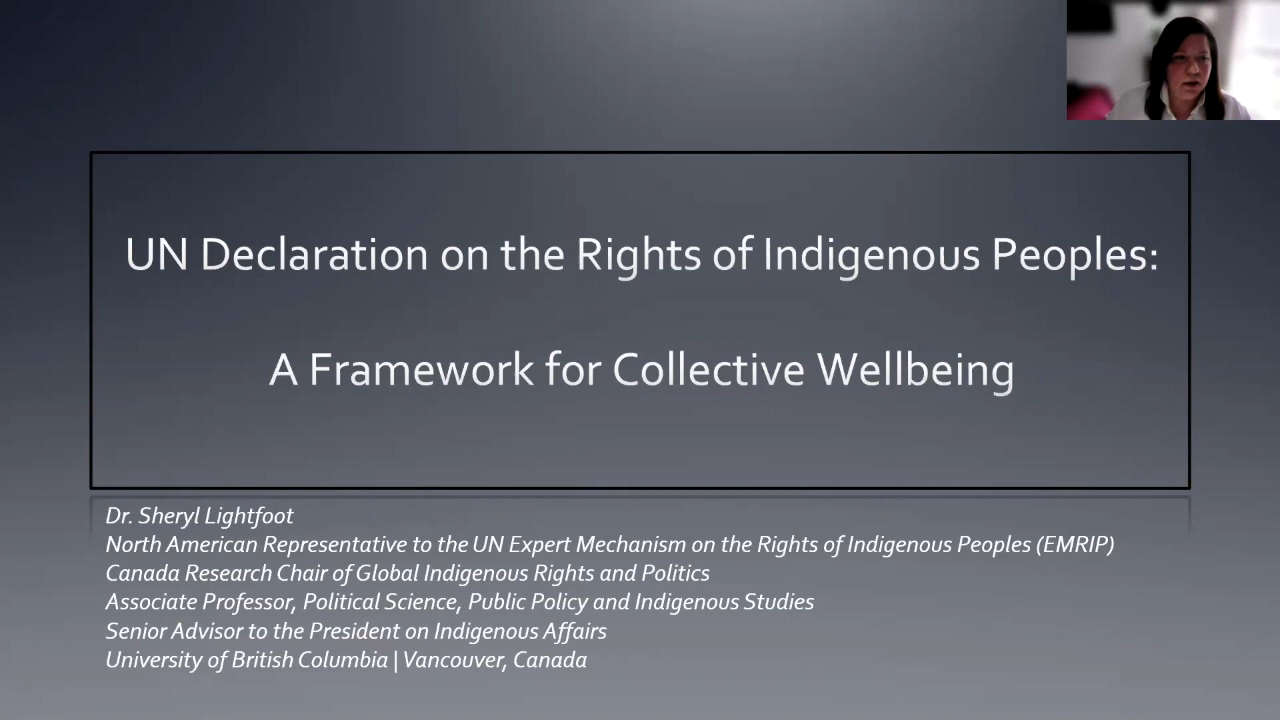 UN Declaration on the Rights of Indigenous Peoples:
A Framework for Collective Wellbeing
Dr. Sheryl Lightfoot
North American Representative to the UN Expert Mechanism on the Rights of Indigenous Peoples (EMRIP)
Canada Research Chair of Global Indigenous Rights and Politics
Associate Professor, Political Science, Public Policy and Indigenous Studies
Senior Advisor to the President on Indigenous Affairs
University of British Columbia | Vancouver, Canada